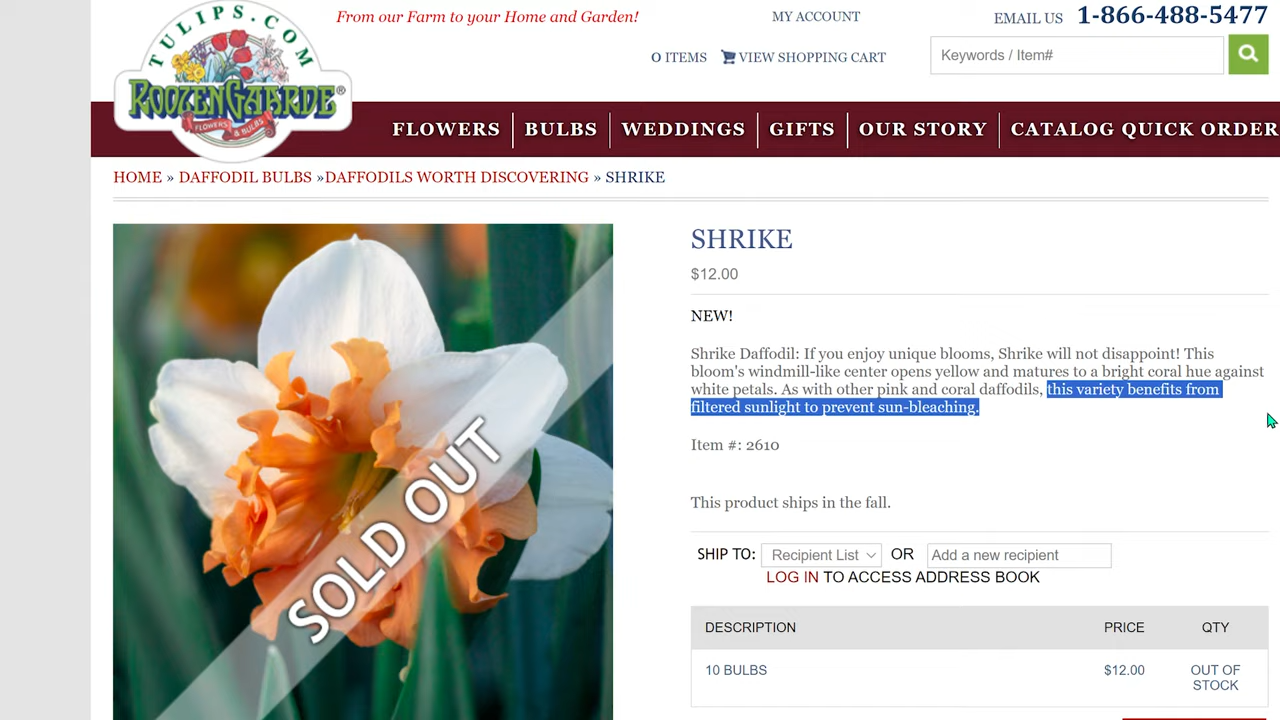 TULIPS.COM
ROOZENGAARDE®
FLOWERS & BULBS
From our Farm to your Home and Garden!
MY ACCOUNT
EMAIL US 1-866-488-5477
0 ITEMS VIEW SHOPPING CART
Keywords / Item#
FLOWERS BULBS WEDDINGS GIFTS OUR STORY CATALOG QUICK ORDER
HOME » DAFFODIL BULBS »DAFFODILS WORTH DISCOVERING » SHRIKE
SOLD OUT
SHRIKE
$12.00
NEW!
Shrike Daffodil: If you enjoy unique blooms, Shrike will not disappoint! This
bloom's windmill-like center opens yellow and matures to a bright coral hue against
white petals. As with other pink and coral daffodils, this variety benefits from
filtered sunlight to prevent sun-bleaching.
Item #: 2610
This product ships in the fall.
SHIP TO: Recipient List OR Add a new recipient
LOG IN TO ACCESS ADDRESS BOOK
DESCRIPTION PRICE QTY
10 BULBS $12.00 OUT OF
STOCK